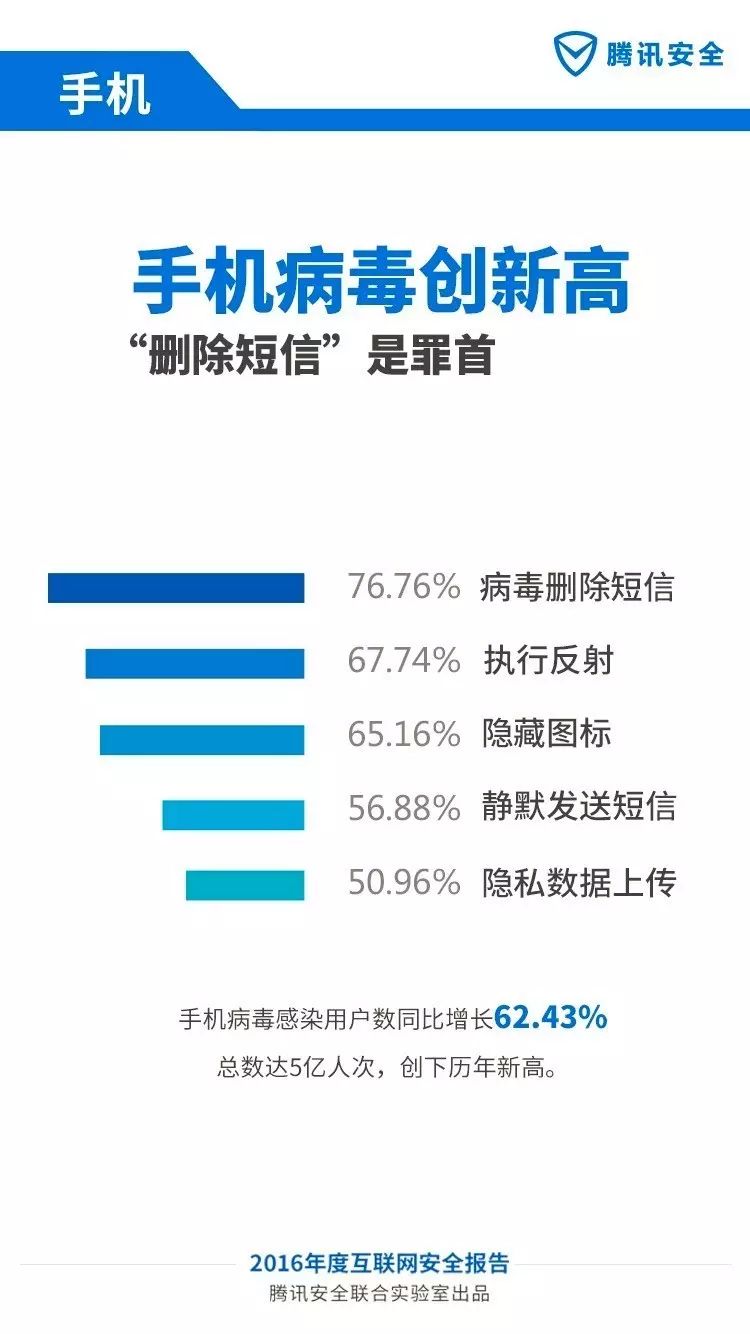 腾讯安全
手机
手机病毒创新高
“删除短信”是罪首
76.76% 病毒删除短信
67.74% 执行反射
65.16% 隐藏图标
56.88% 静默发送短信
50.96% 隐私数据上传
手机病毒感染用户数同比增长62.43%
总数达5亿人次，创下历年新高。
2016年度互联网安全报告
腾讯安全联合实验室出品